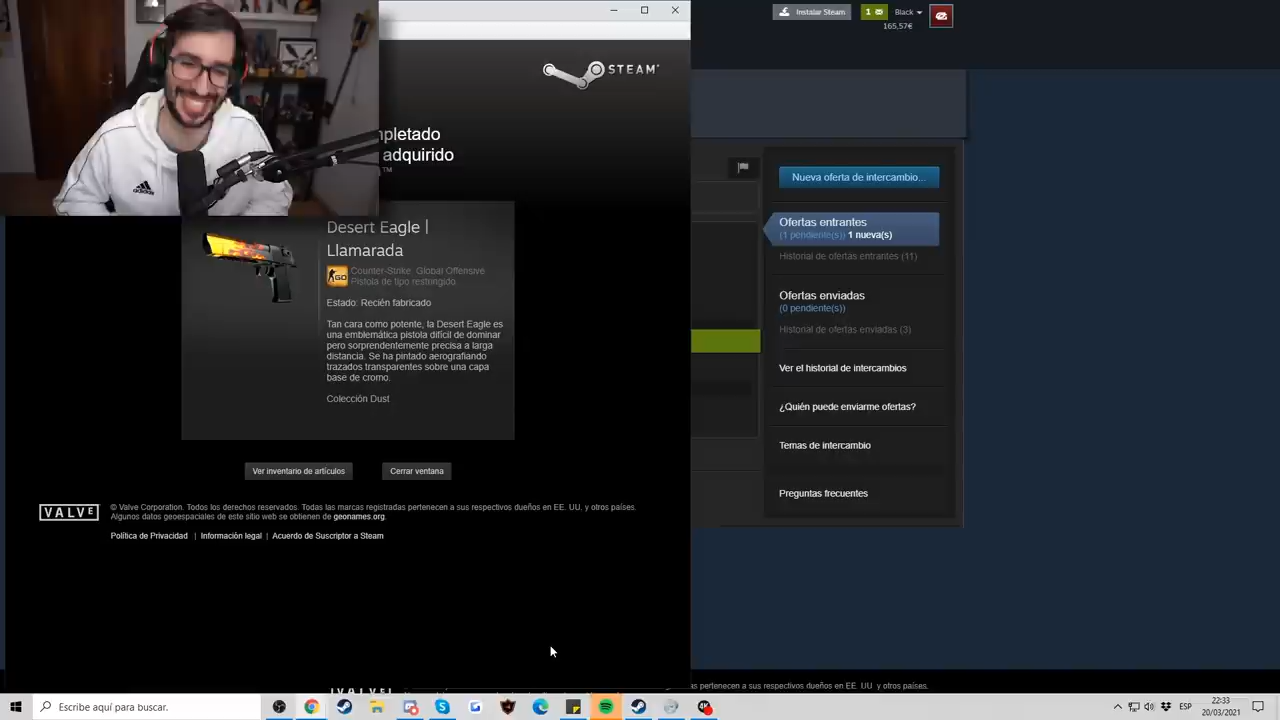 Instalar Steam
1
Black
165,57€
STEAM
npletado
adquirido
TM
Nueva oferta de intercambio...
Ofertas entrantes
(1 pendiente(s)) 1 nueva(s)
Historial de ofertas entrantes (11)
Desert Eagle |
Llamarada
GO
Counter-Strike: Global Offensive
Pistola de tipo restringido
Estado: Recién fabricado
Tan cara como potente, la Desert Eagle es
una emblemática pistola difícil de dominar
pero sorprendentemente precisa a larga
distancia. Se ha pintado aerografiando
trazados transparentes sobre una capa
base de cromo.
Colección Dust
Ofertas enviadas
(0 pendiente(s))
Historial de ofertas enviadas (3)
Ver el historial de intercambios
¿Quién puede enviarme ofertas?
Temas de intercambio
Preguntas frecuentes
Ver inventario de artículos
Cerrar ventana
VALVE
© Valve Corporation. Todos los derechos reservados. Todas las marcas registradas pertenecen a sus respectivos dueños en EE. UU. y otros países.
Algunos datos geoespaciales de este sitio web se obtienen de geonames.org.
Política de Privacidad | Información legal | Acuerdo de Suscriptor a Steam
as pertenecen a sus respectivos dueños en EE. UU. y otros países.
Escribe aquí para buscar.
ESP
22:33
20/03/2021